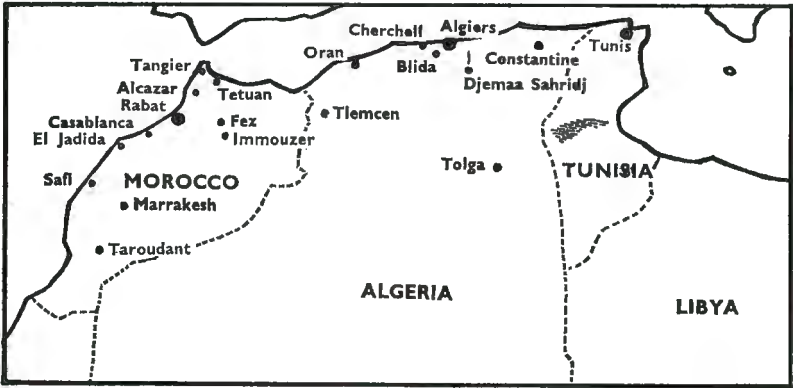 Cherchell Algiers
Oran
Blida
Constantine
Tunis
Djemaa Sahridj
Tangier
Alcazar
Rabat
Tetuan
Casablanca
El Jadida
Fez
Immouzer
Tlemcen
Tolga
TUNISIA
Safi
MOROCCO
Marrakesh
Taroudant
ALGERIA
LIBYA